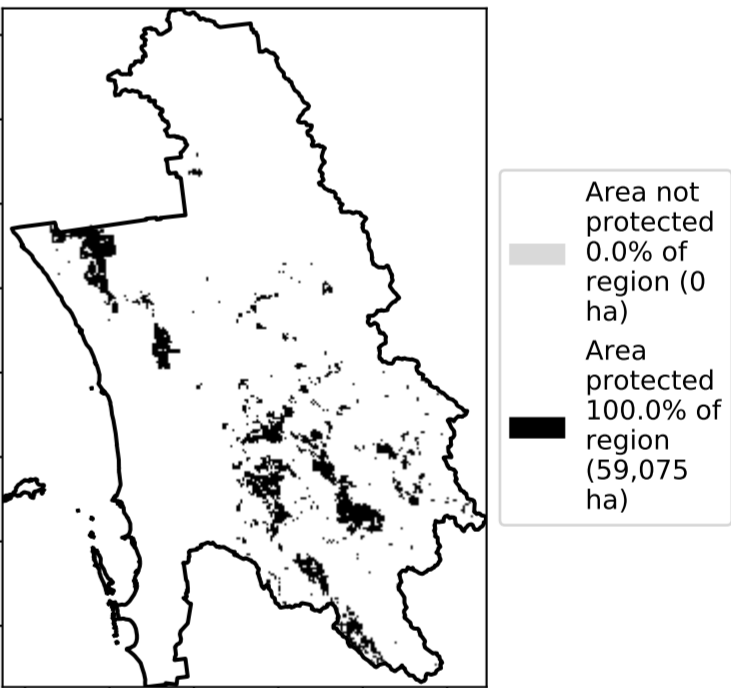 Area not
protected
0.0% of
region (0
ha)
Area
protected
100.0% of
region
(59,075
ha)